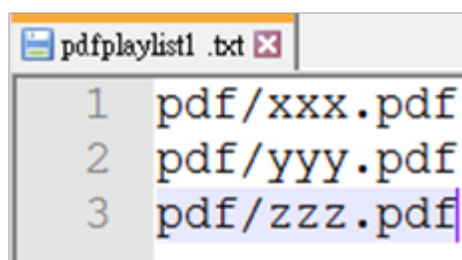 pdfplaylist1 .txt
1 pdf/xxx.pdf
2 pdf/yyy.pdf
3 pdf/zzz.pdf